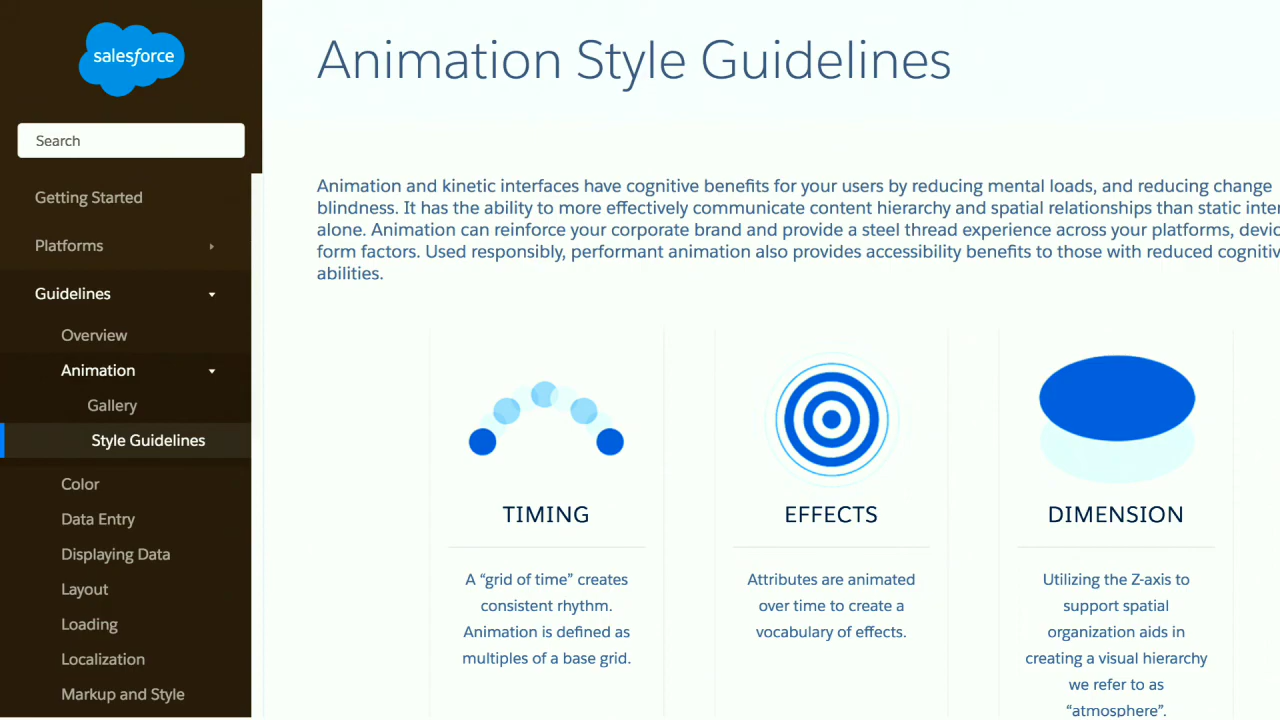 salesforce
Search
Getting Started
Platforms
Guidelines
Overview
Animation
Gallery
Style Guidelines
Color
Data Entry
Displaying Data
Layout
Loading
Localization
Markup and Style
Animation Style Guidelines
Animation and kinetic interfaces have cognitive benefits for your users by reducing mental loads, and reducing change
blindness. It has the ability to more effectively communicate content hierarchy and spatial relationships than static
alone. Animation can reinforce your corporate brand and provide a steel thread experience across your platforms,
form factors. Used responsibly, performant animation also provides accessibility benefits to those with reduced
abilities.
TIMING
A “grid of time” creates
consistent rhythm.
Animation is defined as
multiples of a base grid.
EFFECTS
Attributes are animated
over time to create a
vocabulary of effects.
DIMENSION
Utilizing the Z-axis to
support spatial
organization aids in
creating a visual hierarchy
we refer to as
“atmosphere”.